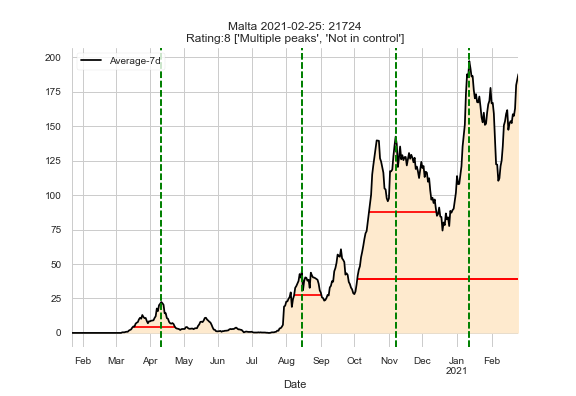 Malta 2021-02-25: 21724
Rating:8 ['Multiple peaks', 'Not in control']
Average-7d
200
175
150
125
100
75
50
25
0
Feb Mar Apr May Jun Jul Aug Sep Oct Nov Dec Jan Feb
2021
Date